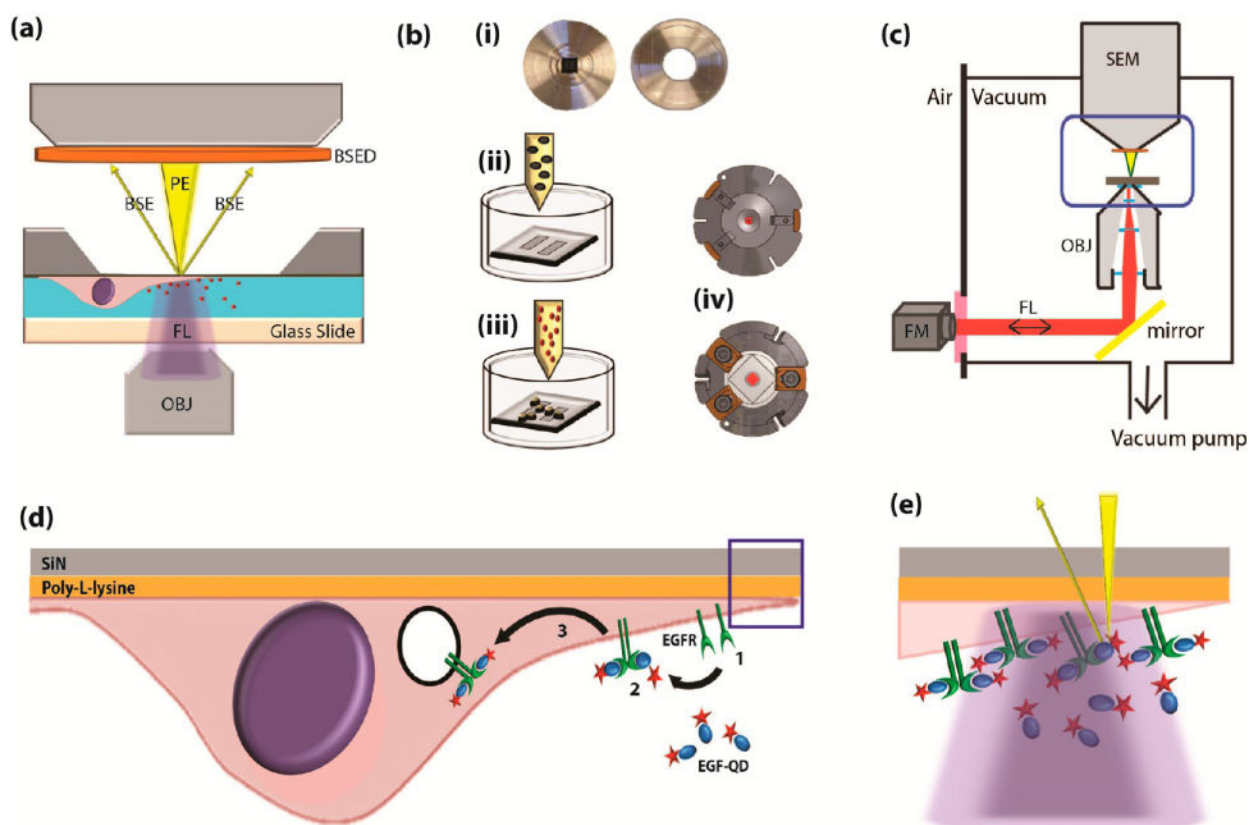 (a)
BSED
PE
BSE
BSE
FL
Glass Slide
OBJ
(b)
(i)
(ii)
(iii)
(iv)
(c)
SEM
Air
Vacuum
OBJ
FL
FM
mirror
Vacuum pump
(d)
SiN
Poly-L-lysine
EGFR
1
2
3
EGF-QD
(e)